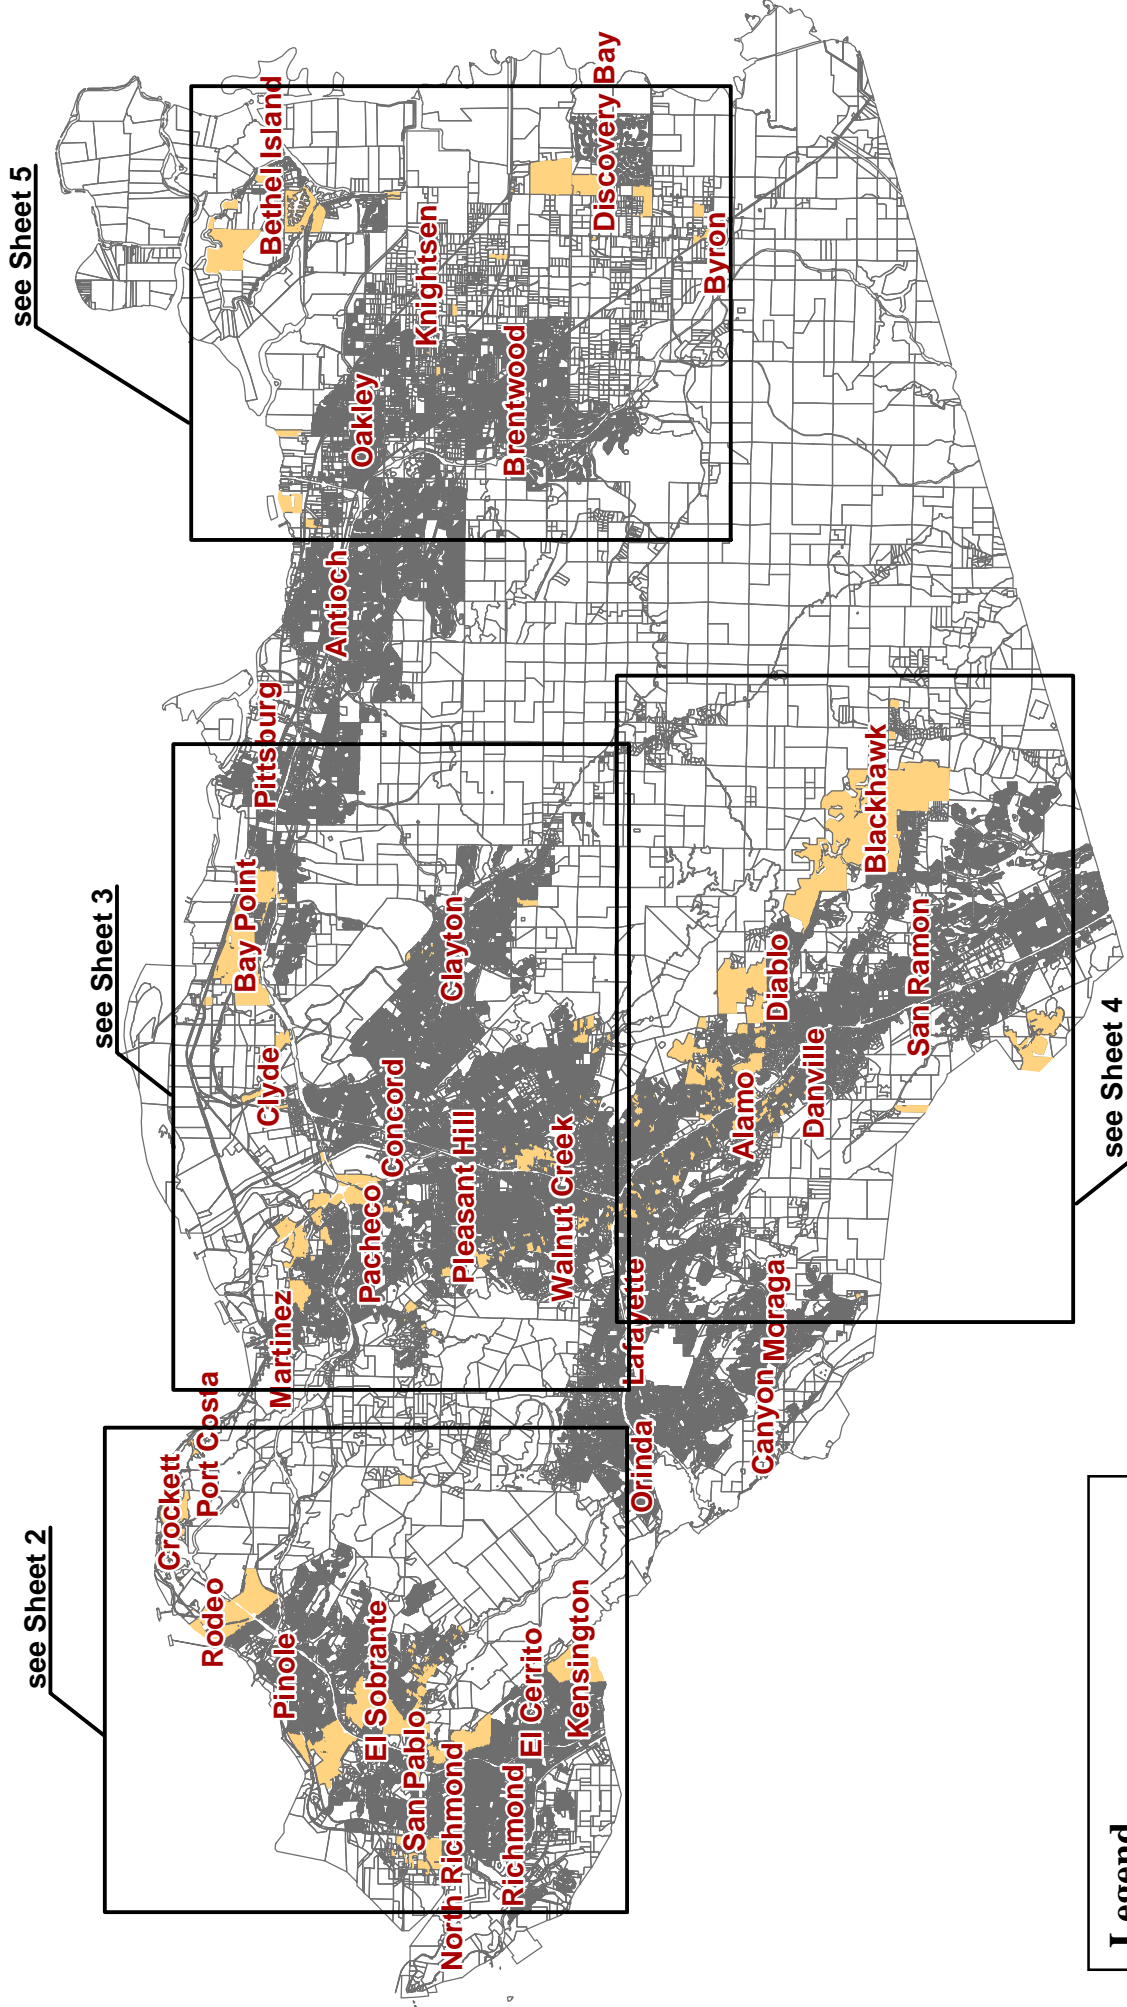 see Sheet 2
see Sheet 3
see Sheet 5
Crockett
Port Costa
Rodeo
Pinole
El Sobrante
San Pablo
North Richmond
Richmond
El Cerrito
Kensington
Orinda
Martinez
Pacheco
Clyde
Bay Point
Concord
Clayton
Pleasant Hill
Walnut Creek
Lafayette
Canyon
Moraga
Alamo
Diablo
Danville
San Ramon
Blackhawk
Pittsburg
Antioch
Oakley
Bethel Island
Knightsen
Brentwood
Discovery Bay
Byron
see Sheet 4
Legend